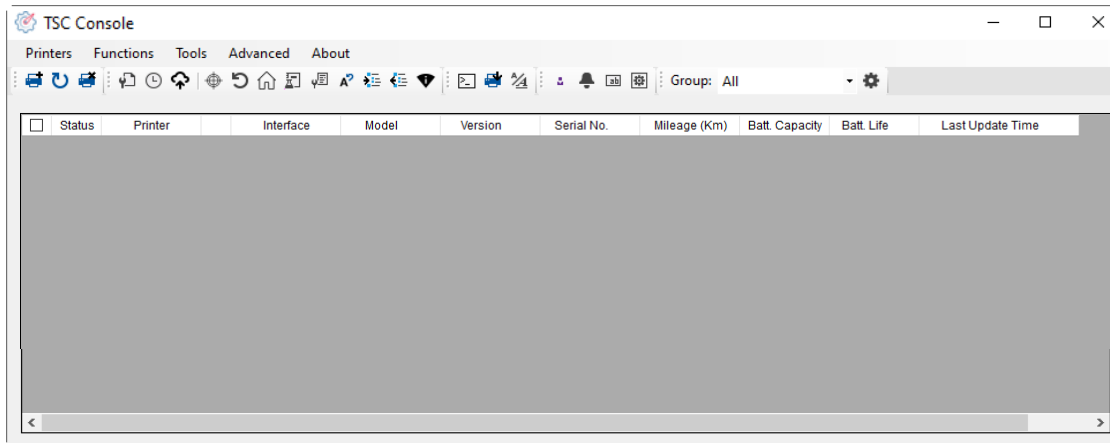 TSC Console
Printers Functions Tools Advanced About
Group: All
Status Printer Interface Model Version Serial No. Mileage (Km) Batt. Capacity Batt. Life Last Update Time